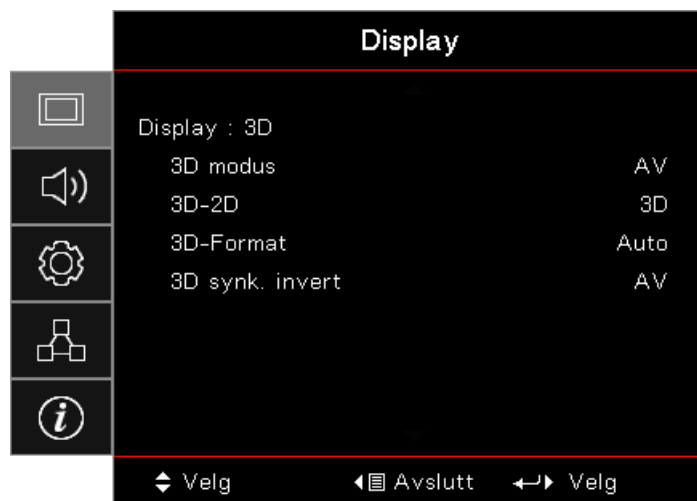 Display
Display : 3D
3D modus AV
3D-2D 3D
3D-Format Auto
3D synk. invert AV
Velg Avslutt Velg